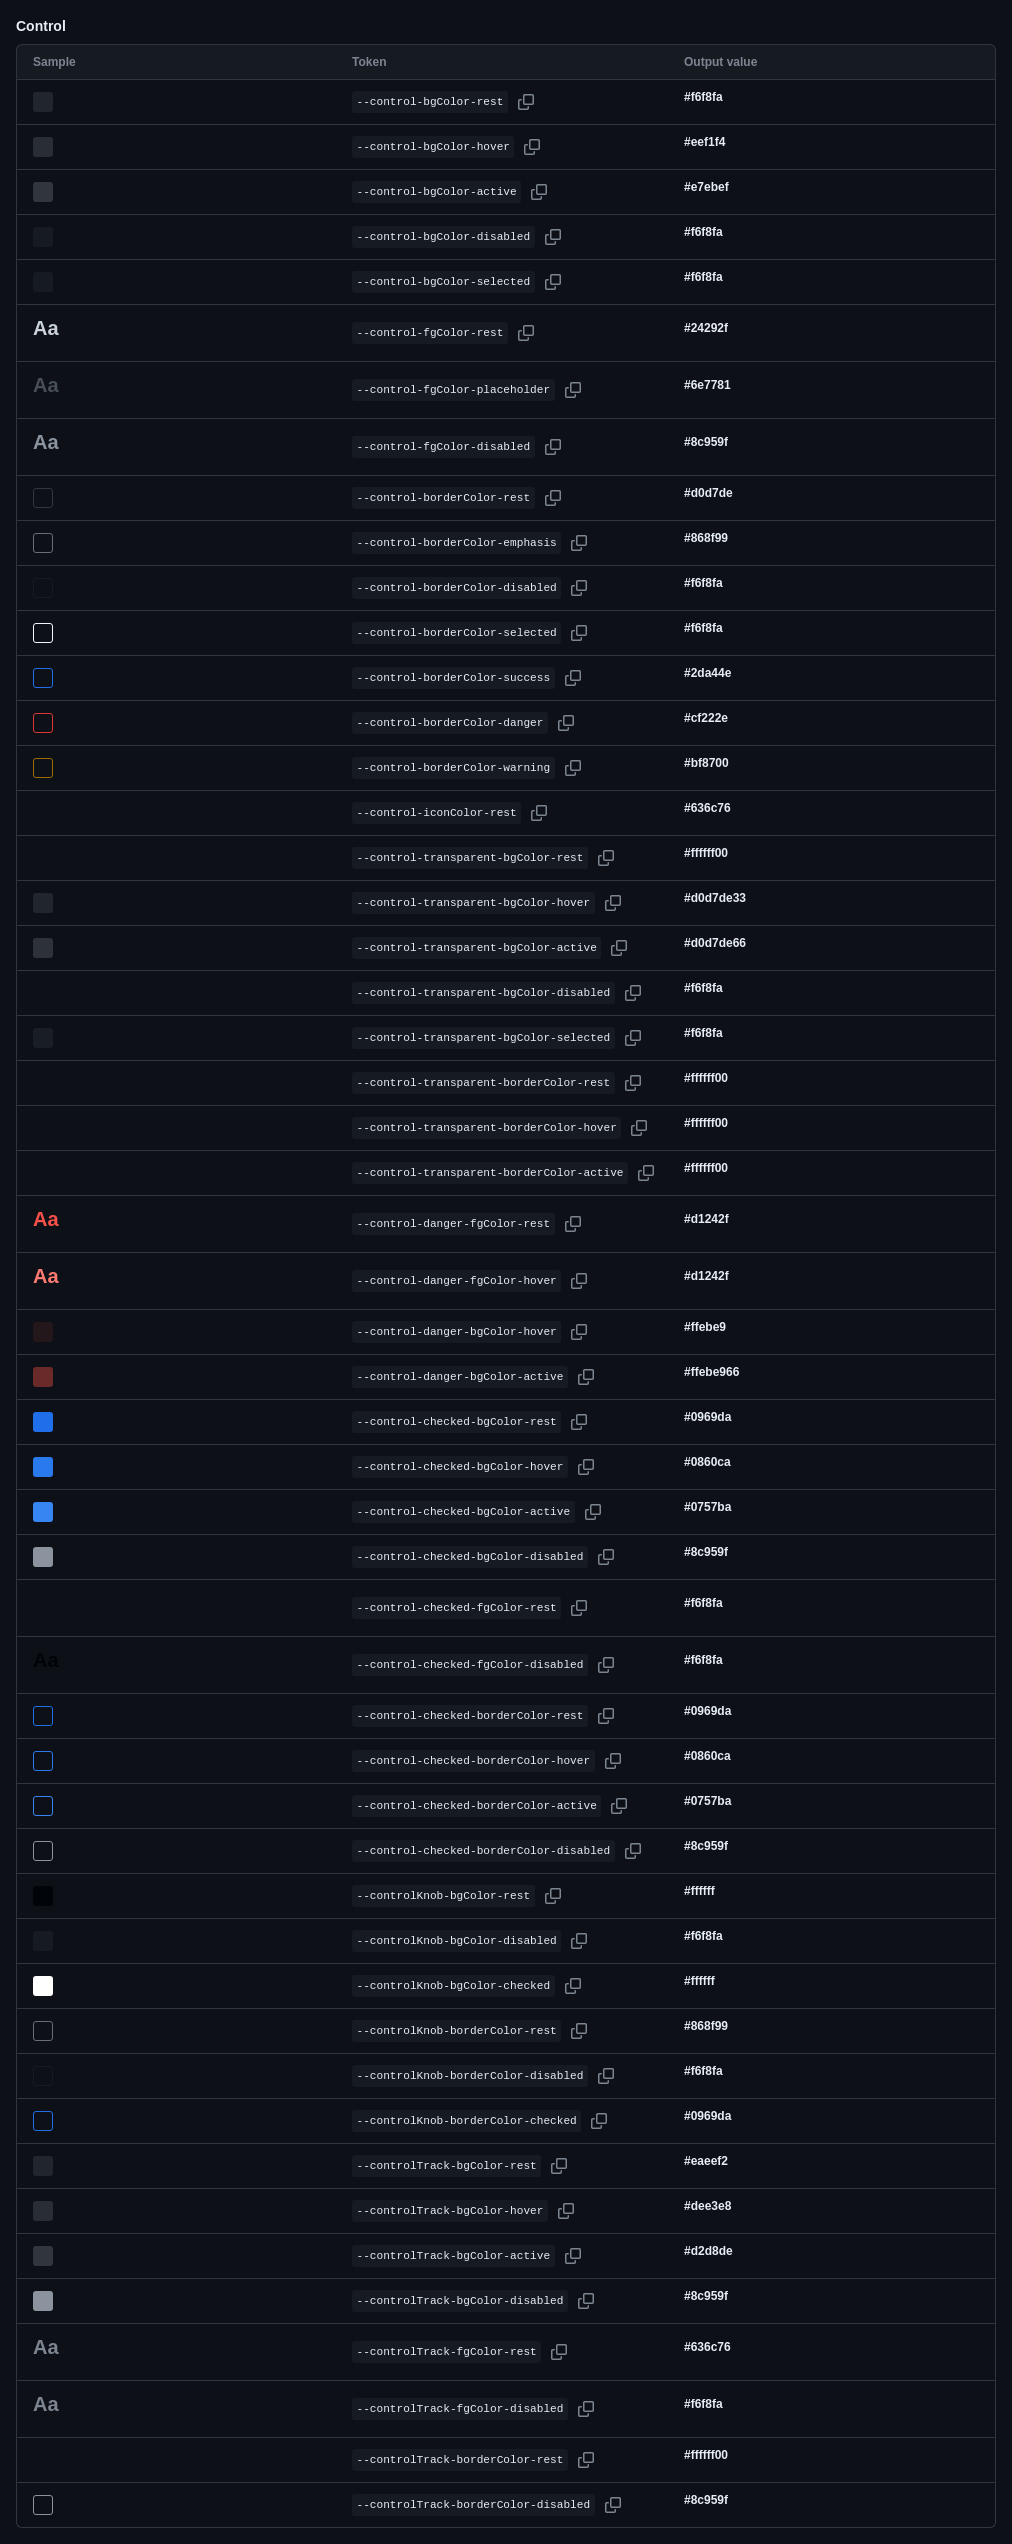 Control
Sample Token Output value
--control-bgColor-rest #f6f8fa
--control-bgColor-hover #eef1f4
--control-bgColor-active #e7ebef
--control-bgColor-disabled #f6f8fa
--control-bgColor-selected #f6f8fa
Aa --control-fgColor-rest #24292f
Aa --control-fgColor-placeholder #6e7781
Aa --control-fgColor-disabled #8c959f
--control-borderColor-rest #d0d7de
--control-borderColor-emphasis #868f99
--control-borderColor-disabled #f6f8fa
--control-borderColor-selected #f6f8fa
--control-borderColor-success #2da44e
--control-borderColor-danger #cf222e
--control-borderColor-warning #bf8700
--control-iconColor-rest #636c76
--control-transparent-bgColor-rest #ffffff00
--control-transparent-bgColor-hover #d0d7de33
--control-transparent-bgColor-active #d0d7de66
--control-transparent-bgColor-disabled #f6f8fa
--control-transparent-bgColor-selected #f6f8fa
--control-transparent-borderColor-rest #ffffff00
--control-transparent-borderColor-hover #ffffff00
--control-transparent-borderColor-active #ffffff00
Aa --control-danger-fgColor-rest #d1242f
Aa --control-danger-fgColor-hover #d1242f
--control-danger-bgColor-hover #ffebe9
--control-danger-bgColor-active #ffebe966
--control-checked-bgColor-rest #0969da
--control-checked-bgColor-hover #0860ca
--control-checked-bgColor-active #0757ba
--control-checked-bgColor-disabled #8c959f
--control-checked-fgColor-rest #f6f8fa
Aa --control-checked-fgColor-disabled #f6f8fa
--control-checked-borderColor-rest #0969da
--control-checked-borderColor-hover #0860ca
--control-checked-borderColor-active #0757ba
--control-checked-borderColor-disabled #8c959f
--controlKnob-bgColor-rest #ffffff
--controlKnob-bgColor-disabled #f6f8fa
--controlKnob-bgColor-checked #ffffff
--controlKnob-borderColor-rest #868f99
--controlKnob-borderColor-disabled #f6f8fa
--controlKnob-borderColor-checked #0969da
--controlTrack-bgColor-rest #eaeef2
--controlTrack-bgColor-hover #dee3e8
--controlTrack-bgColor-active #d2d8de
--controlTrack-bgColor-disabled #8c959f
Aa --controlTrack-fgColor-rest #636c76
Aa --controlTrack-fgColor-disabled #f6f8fa
--controlTrack-borderColor-rest #ffffff00
--controlTrack-borderColor-disabled #8c959f